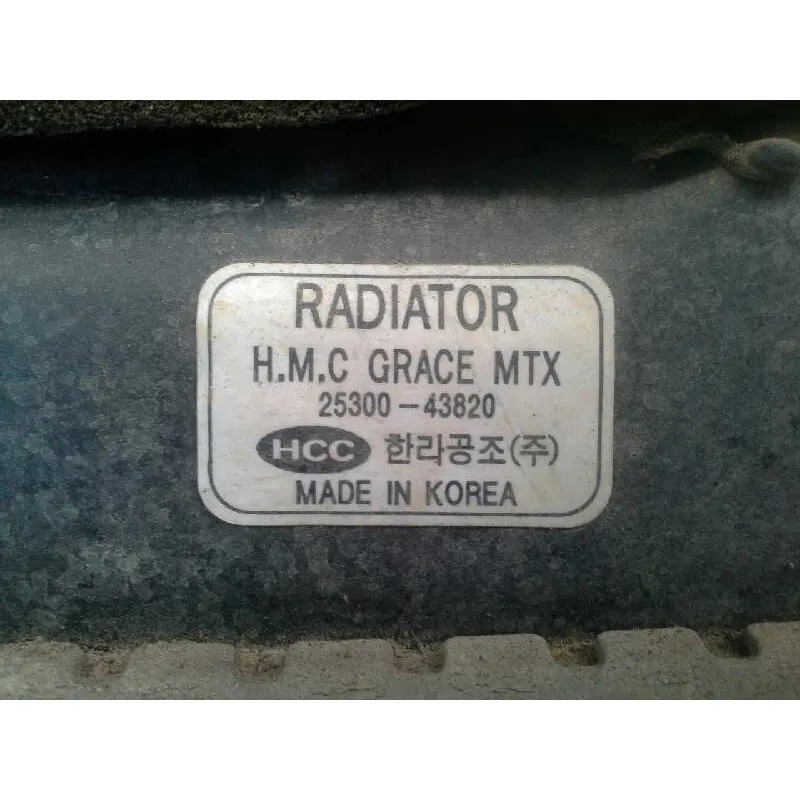 RADIATOR
H.M.C GRACE MTX
25300-43820
HCC 한라공조(주)
MADE IN KOREA